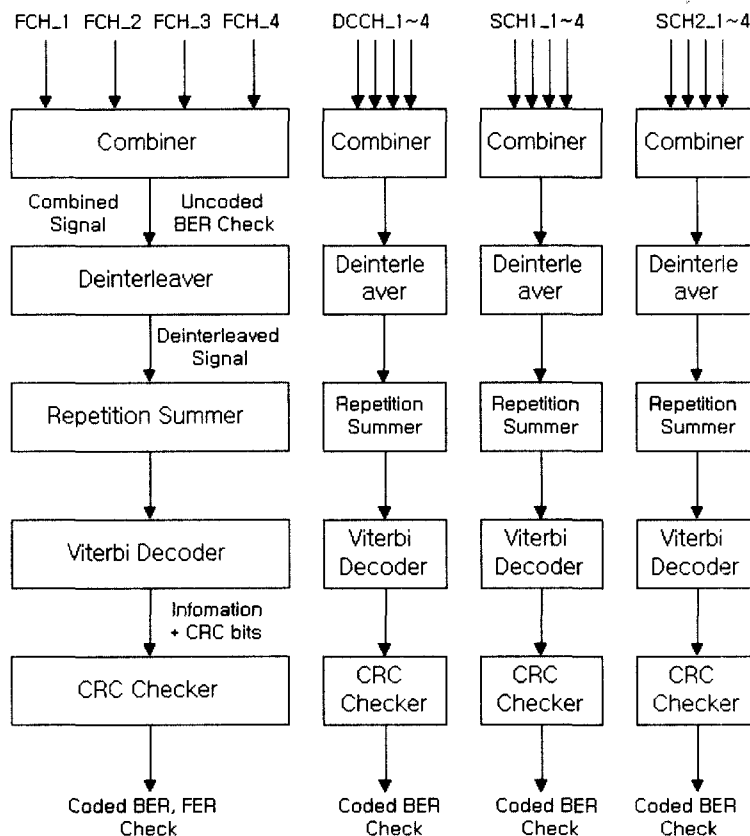 FCH_1 FCH_2 FCH_3 FCH_4 DCCH_1~4 SCH1_1~4 SCH2_1~4
Combiner Combiner Combiner Combiner
Combined
Signal
Uncoded
BER Check
Deinterleaver
Deinterle
aver
Deinterle
aver
Deinterle
aver
Deinterleaved
Signal
Repetition Summer
Repetition
Summer
Repetition
Summer
Repetition
Summer
Viterbi Decoder
Viterbi
Decoder
Viterbi
Decoder
Viterbi
Decoder
Infomation
+ CRC bits
CRC Checker
CRC
Checker
CRC
Checker
CRC
Checker
Coded BER, FER
Check
Coded BER
Check
Coded BER
Check
Coded BER
Check